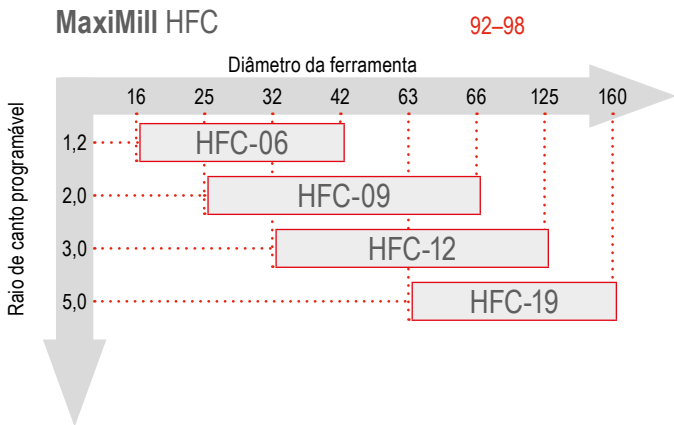 MaxiMill HFC 92–98
Diâmetro da ferramenta
16 25 32 42 63 66 125 160
Raio de canto programável
1,2 HFC-06
2,0 HFC-09
3,0 HFC-12
5,0 HFC-19